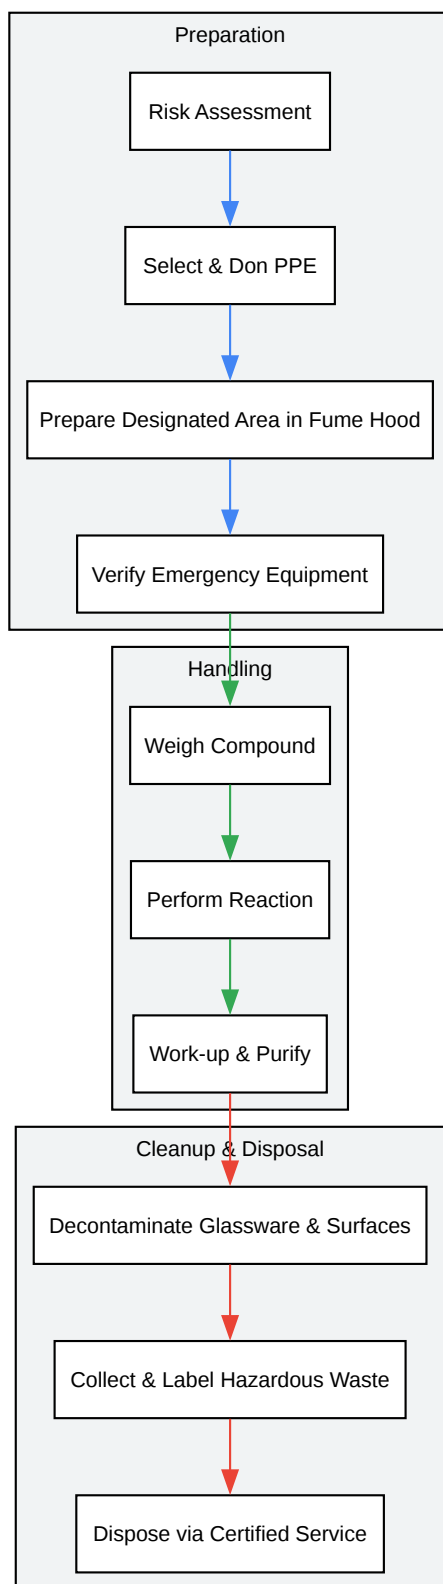 Preparation
Risk Assessment
Select & Don PPE
Prepare Designated Area in Fume Hood
Verify Emergency Equipment
Handling
Weigh Compound
Perform Reaction
Work-up & Purify
Cleanup & Disposal
Decontaminate Glassware & Surfaces
Collect & Label Hazardous Waste
Dispose via Certified Service